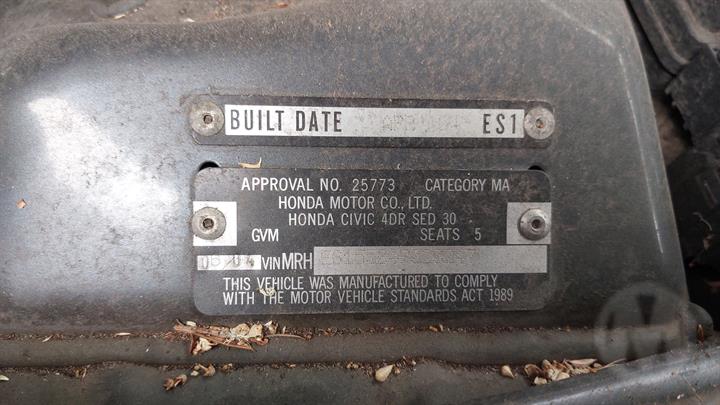 BUILT DATE ES1
APPROVAL NO. 25773 CATEGORY MA
HONDA MOTOR CO., LTD.
HONDA CIVIC 4DR SED 30
GVM SEATS 5
VIN MRH
THIS VEHICLE WAS MANUFACTURED TO COMPLY
WITH THE MOTOR VEHICLE STANDARDS ACT 1989
M